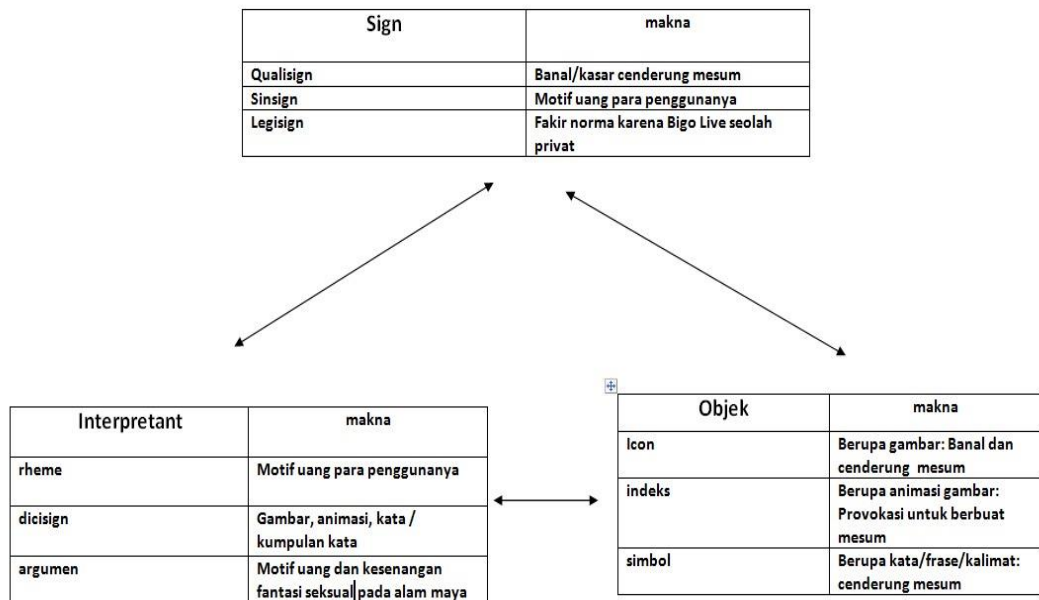 Sign makna
Qualisign Banal/kasar cenderung mesum
Sinsign Motif uang para penggunanya
Legisign Fakir norma karena Bigo Live seolah
privat
Interpretant makna
rheme Motif uang para penggunanya
dicisign Gambar, animasi, kata /
kumpulan kata
argumen Motif uang dan kesenangan
fantasi seksual pada alam maya
Objek makna
Icon Berupa gambar: Banal dan
cenderung mesum
indeks Berupa animasi gambar:
Provokasi untuk berbuat
mesum
simbol Berupa kata/frase/kalimat:
cenderung mesum